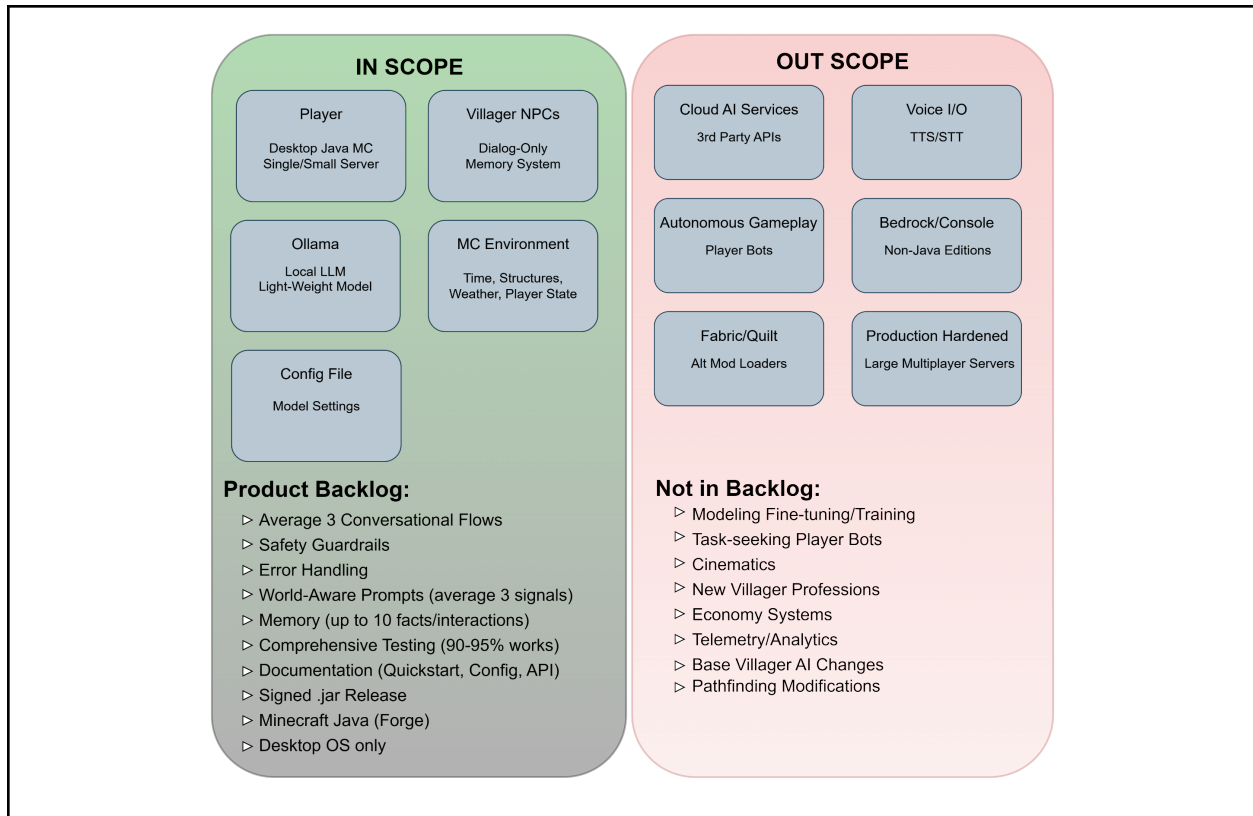 IN SCOPE
Player
Desktop Java MC
Single/Small Server
Villager NPCs
Dialog-Only
Memory System
Ollama
Local LLM
Light-Weight Model
MC Environment
Time, Structures,
Weather, Player State
Config File
Model Settings
Product Backlog:
Average 3 Conversational Flows
Safety Guardrails
Error Handling
World-Aware Prompts (average 3 signals)
Memory (up to 10 facts/interactions)
Comprehensive Testing (90-95% works)
Documentation (Quickstart, Config, API)
Signed .jar Release
Minecraft Java (Forge)
Desktop OS only
OUT SCOPE
Cloud AI Services
3rd Party APIs
Voice I/O
TTS/STT
Autonomous Gameplay
Player Bots
Bedrock/Console
Non-Java Editions
Fabric/Quilt
Alt Mod Loaders
Production Hardened
Large Multiplayer Servers
Not in Backlog:
Modeling Fine-tuning/Training
Task-seeking Player Bots
Cinematics
New Villager Professions
Economy Systems
Telemetry/Analytics
Base Villager AI Changes
Pathfinding Modifications